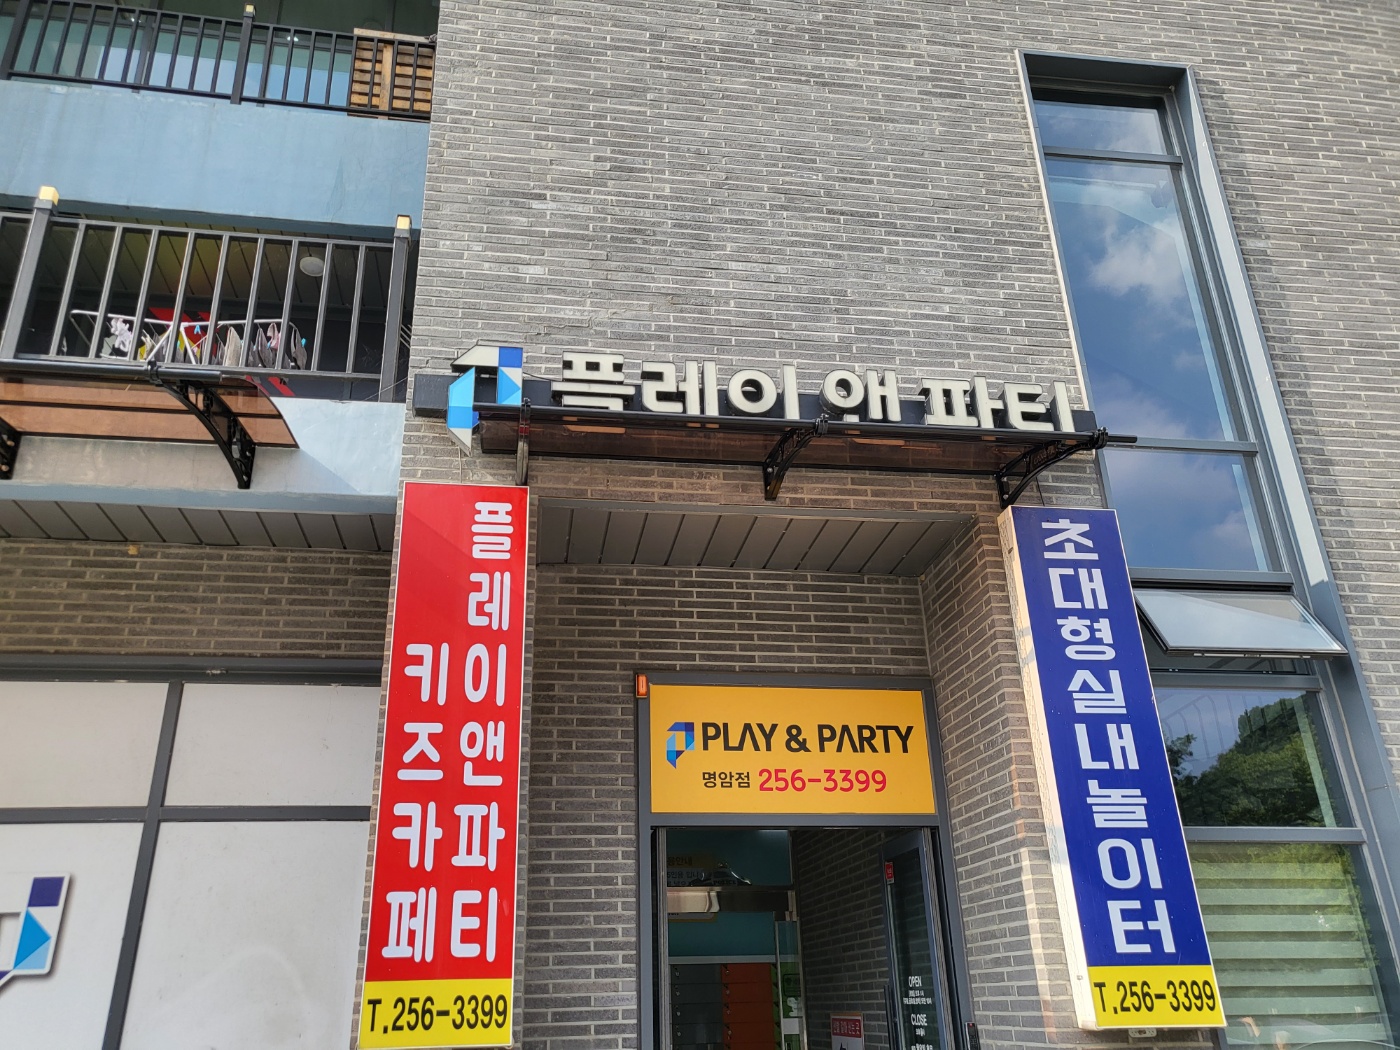 플레이 앤 파티
플레이앤파티
키즈카페
T.256-3399
PLAY & PARTY
명암점 256-3399
초대형실내놀이터
T.256-3399
OPEN
CLOSE